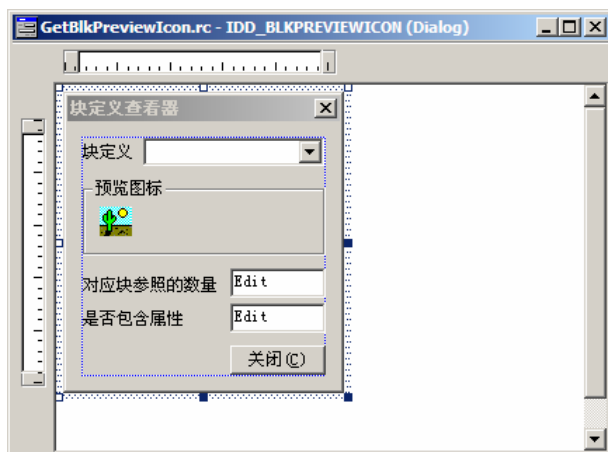 GetBlkPreviewIcon.rc - IDD_BLKPREVIEWICON (Dialog)
块定义查看器
块定义
预览图标
对应块参照的数量 Edit
是否包含属性 Edit
关闭(C)